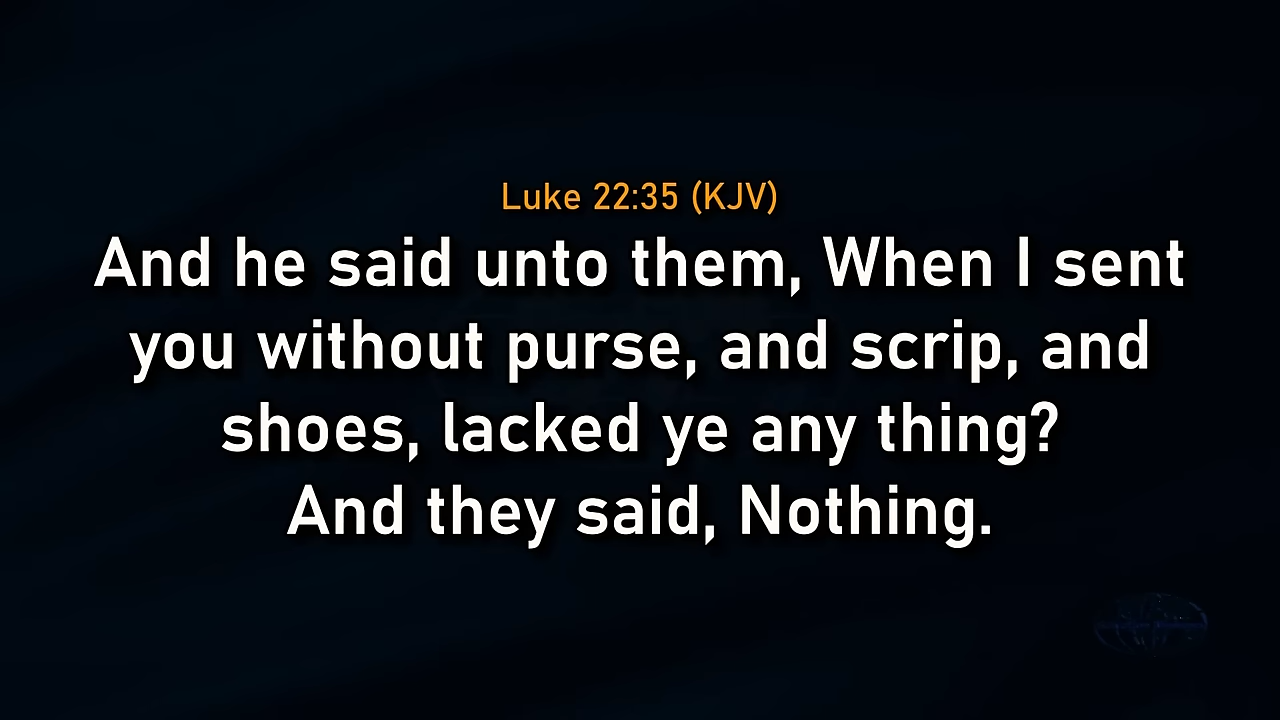 Luke 22:35 (KJV)
And he said unto them, When I sent
you without purse, and scrip, and
shoes, lacked ye any thing?
And they said, Nothing.